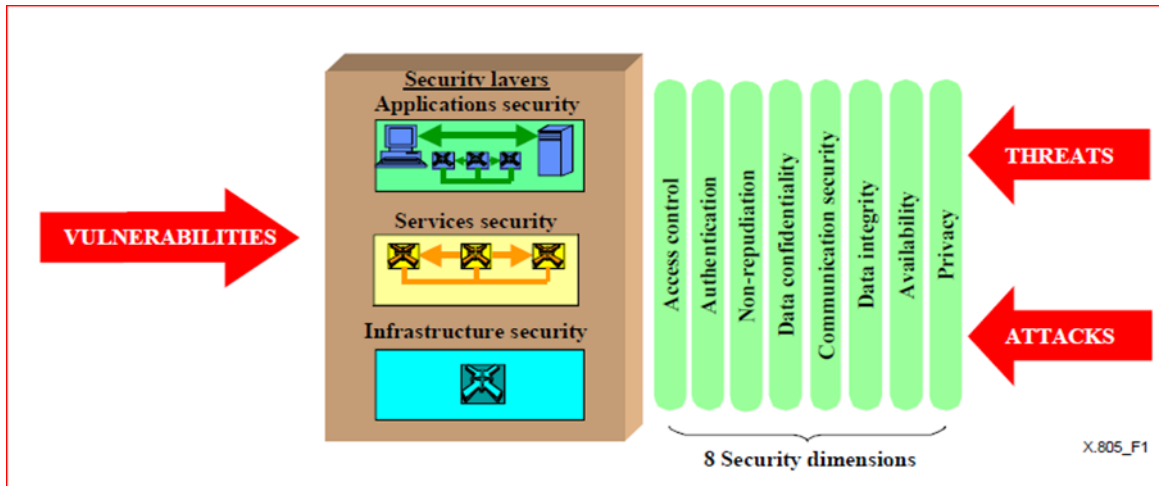 Security layers
Applications security
Services security
Infrastructure security
VULNERABILITIES
Access control
Authentication
Non-repudiation
Data confidentiality
Communication security
Data integrity
Availability
Privacy
THREATS
ATTACKS
8 Security dimensions
X.805_F1